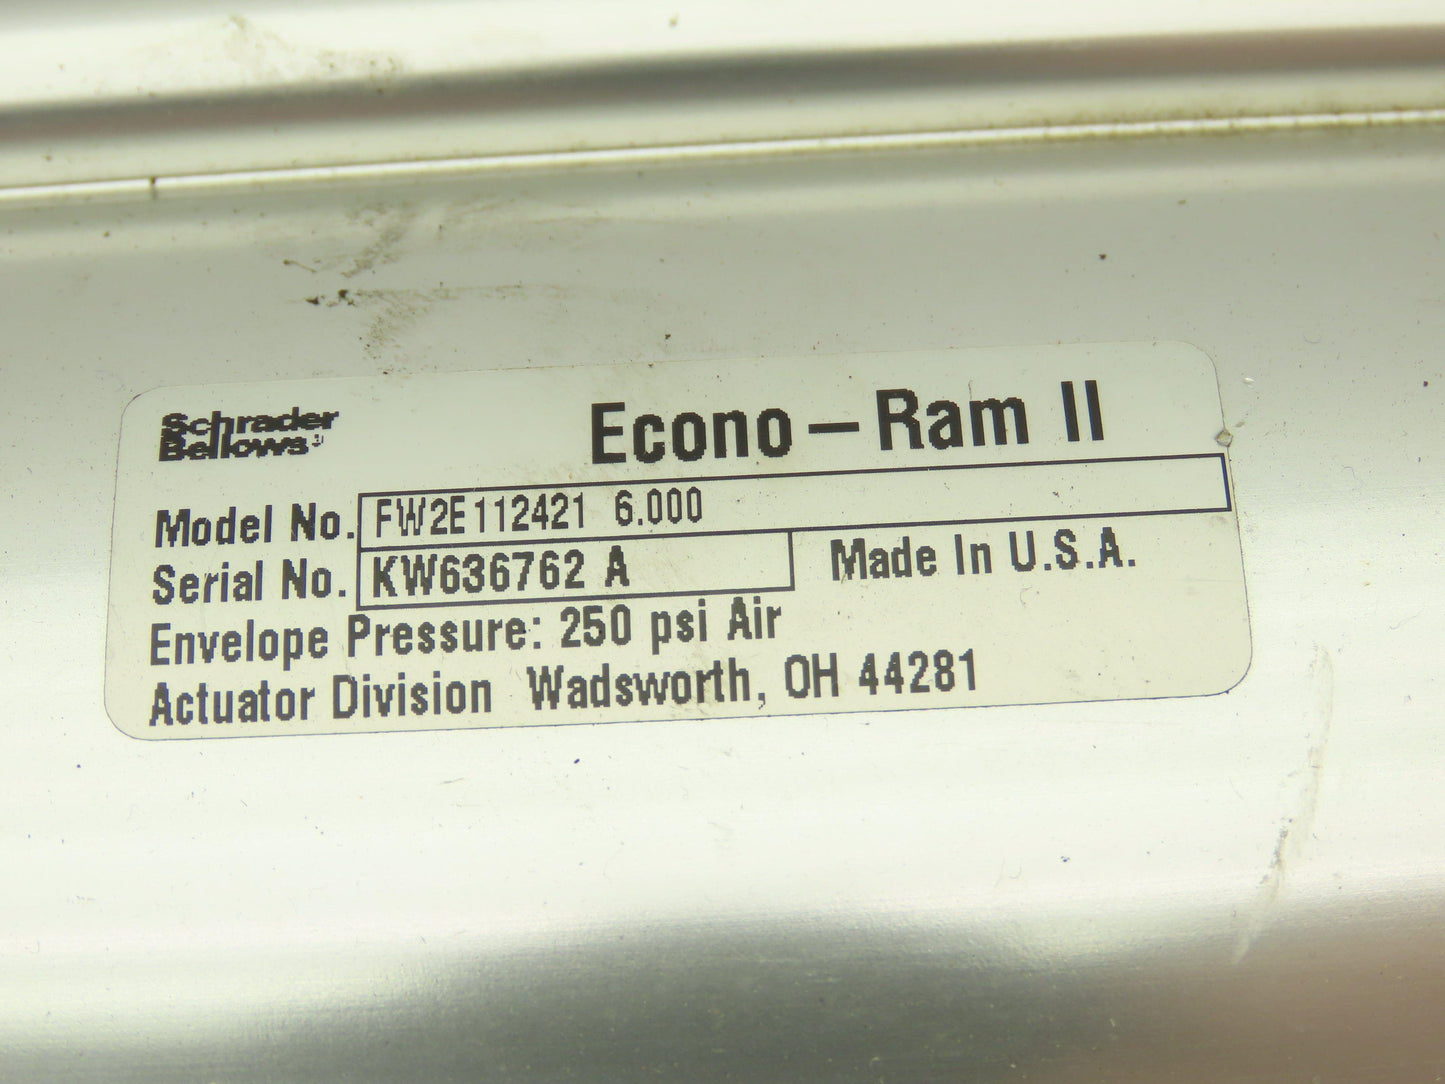 Schrader
Bellows
Econo-Ram II
Model No. FW2E112421 6.000
Serial No. KW636762 A Made In U.S.A.
Envelope Pressure: 250 psi Air
Actuator Division Wadsworth, OH 44281